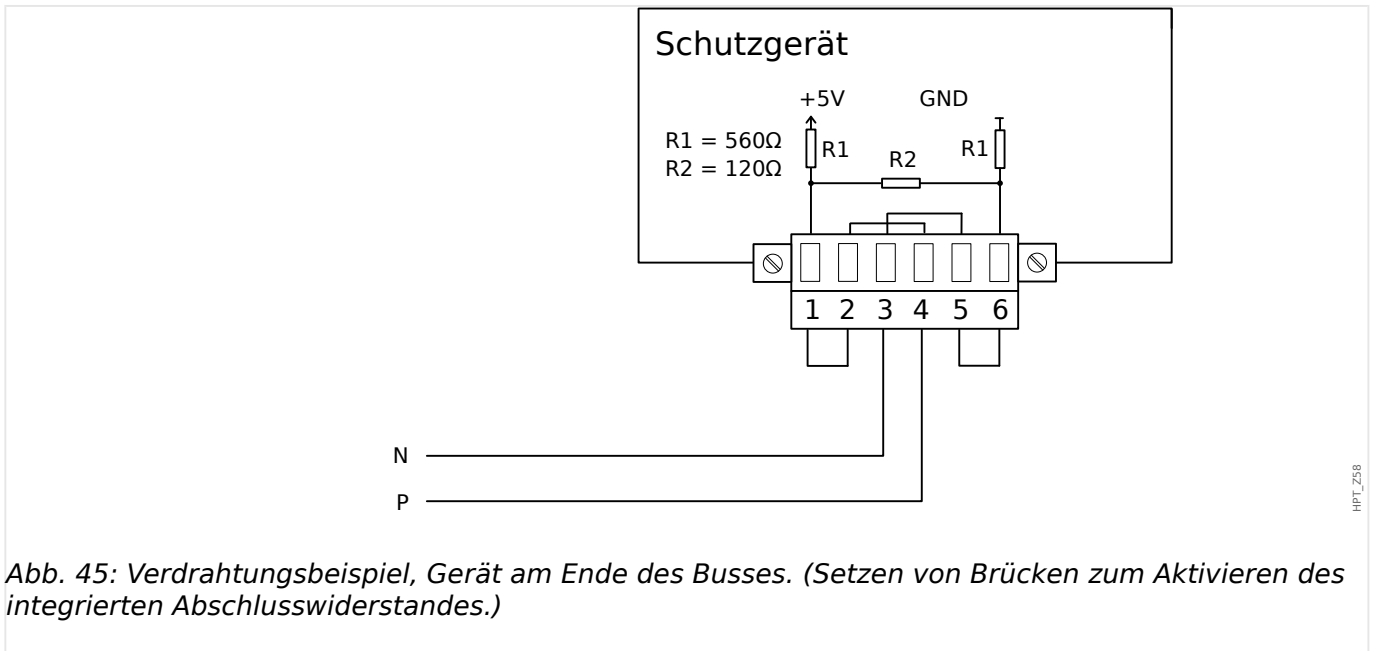 Schutzgerät
+5V GND
R1 = 560Ω
R2 = 120Ω
R1 R2 R1
1 2 3 4 5 6
N
P
HPT_Z58
Abb. 45: Verdrahtungsbeispiel, Gerät am Ende des Busses. (Setzen von Brücken zum Aktivieren des
integrierten Abschlusswiderstandes.)